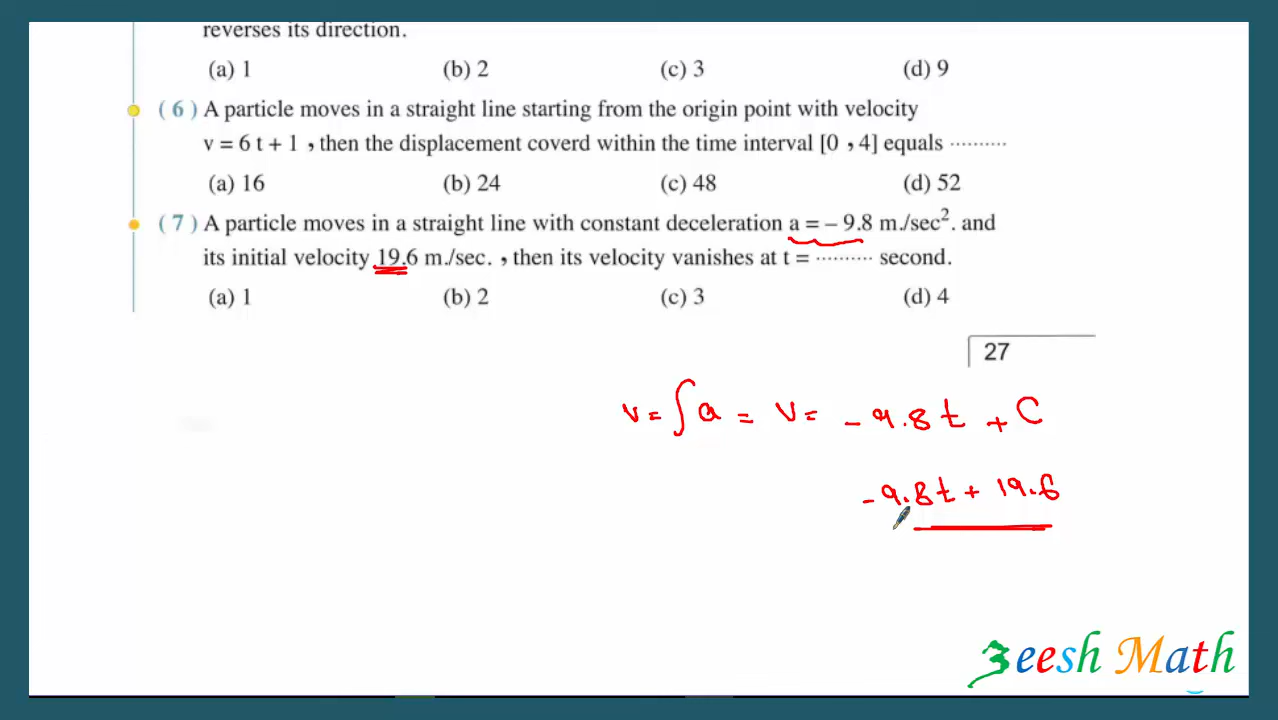 reverses its direction.
(a) 1 (b) 2 (c) 3 (d) 9
( 6 ) A particle moves in a straight line starting from the origin point with velocity
v = 6 t + 1 , then the displacement coverd within the time interval [0 , 4] equals ··········
(a) 16 (b) 24 (c) 48 (d) 52
( 7 ) A particle moves in a straight line with constant deceleration a = – 9.8 m./sec². and
its initial velocity 19.6 m./sec. , then its velocity vanishes at t = ·········· second.
(a) 1 (b) 2 (c) 3 (d) 4
27
v = ∫ a = v = - 9.8 t + C
- 9.8 t + 19.6
3eesh Math